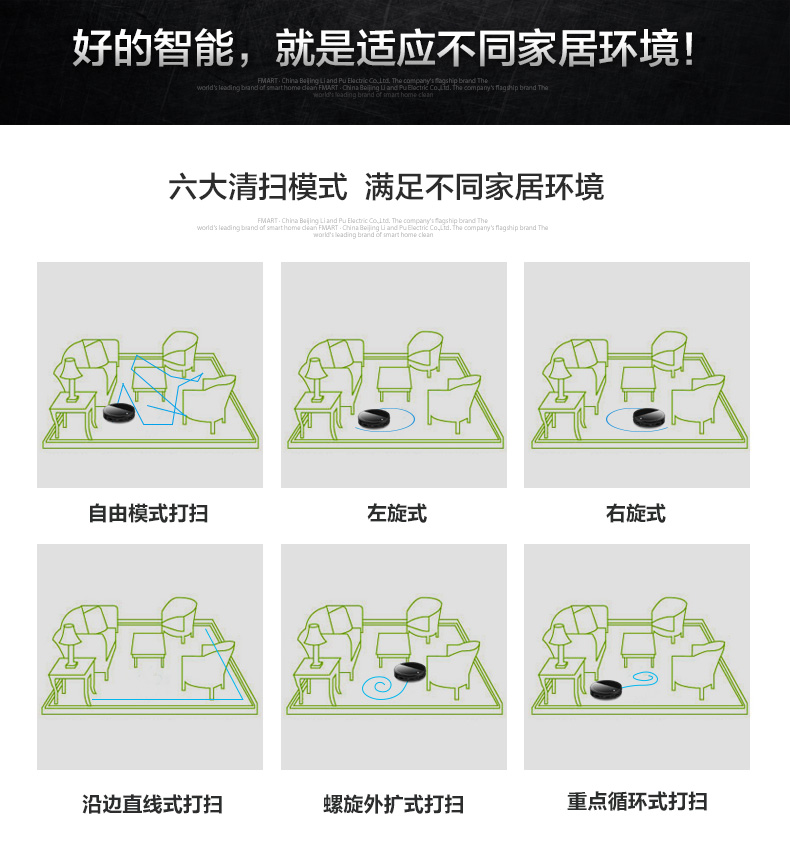 好的智能，就是适应不同家居环境！
FMART - China Beijing Li and Pu Electric Co.,Ltd. The company's flagship brand The
world's leading brand of smart home clean FMART - China Beijing Li and Pu Electric Co.,Ltd. The company's flagship brand The
world's leading brand of smart home clean
六大清扫模式 满足不同家居环境
FMART - China Beijing Li and Pu Electric Co.,Ltd. The company's flagship brand The
world's leading brand of smart home clean FMART - China Beijing Li and Pu Electric Co.,Ltd. The company's flagship brand The
world's leading brand of smart home clean
自由模式打扫
左旋式
右旋式
沿边直线式打扫
螺旋外扩式打扫
重点循环式打扫